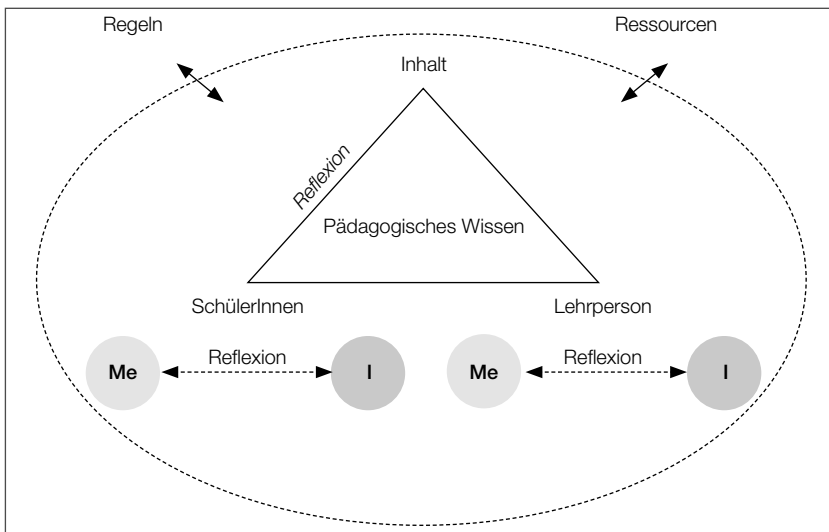 Regeln
Ressourcen
Inhalt
Reflexion
Pädagogisches Wissen
SchülerInnen
Lehrperson
Me
Reflexion
I
Me
Reflexion
I